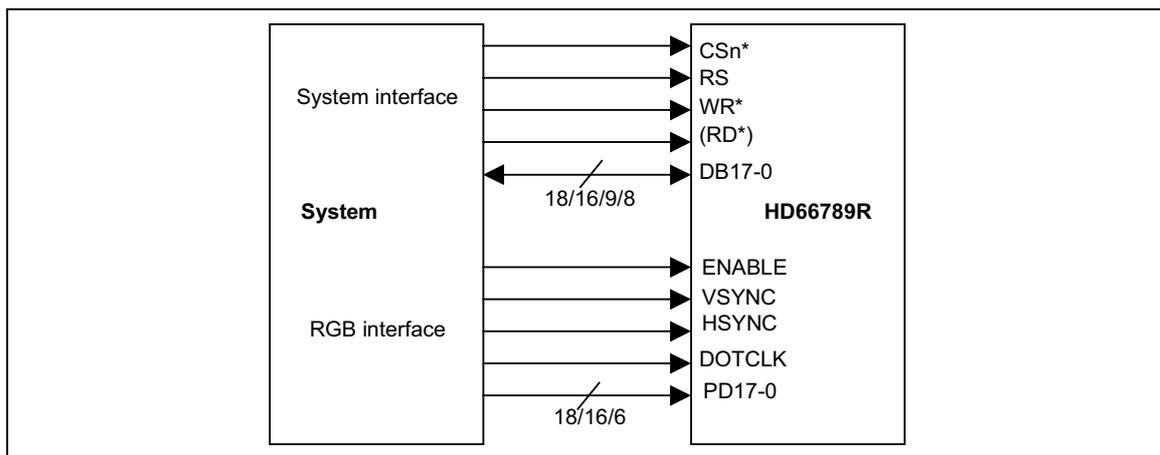 CSn*
RS
System interface
WR*
(RD*)
DB17-0
18/16/9/8
System
HD66789R
ENABLE
VSYNC
HSYNC
RGB interface
DOTCLK
PD17-0
18/16/6